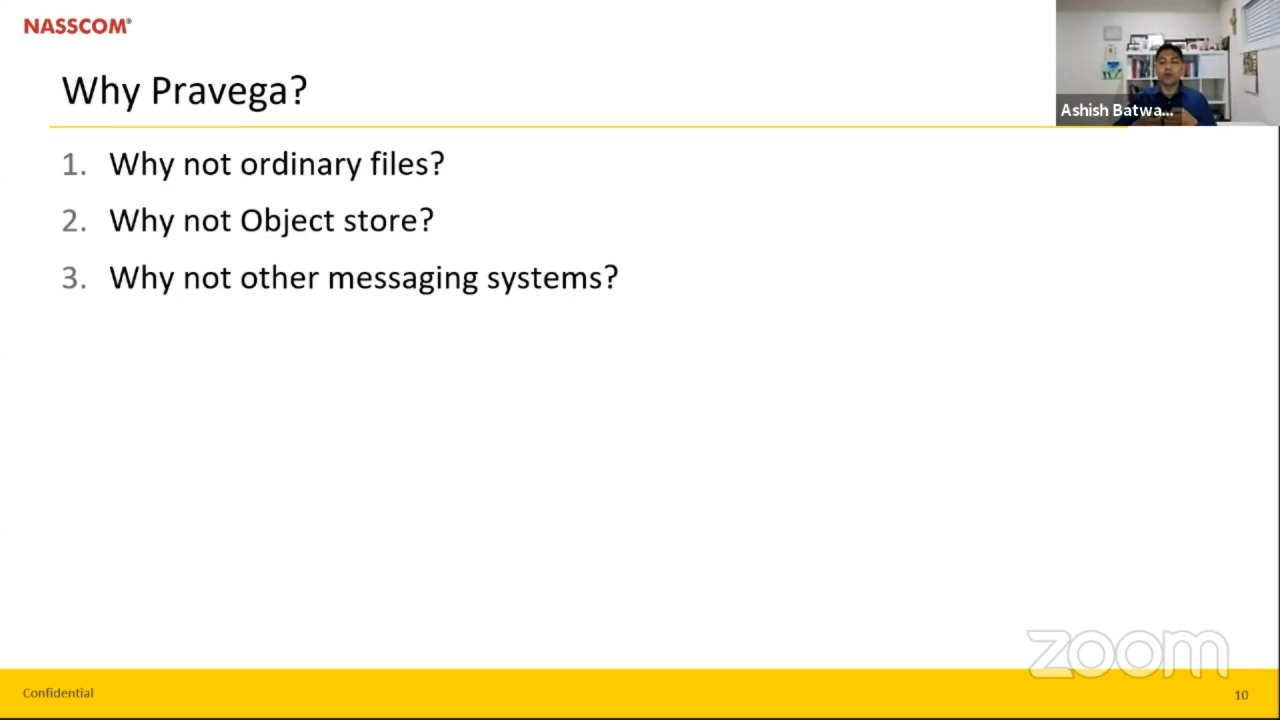 NASSCOM®
Why Pravega?
Ashish Batwa...
1. Why not ordinary files?
2. Why not Object store?
3. Why not other messaging systems?
zoom
Confidential
10